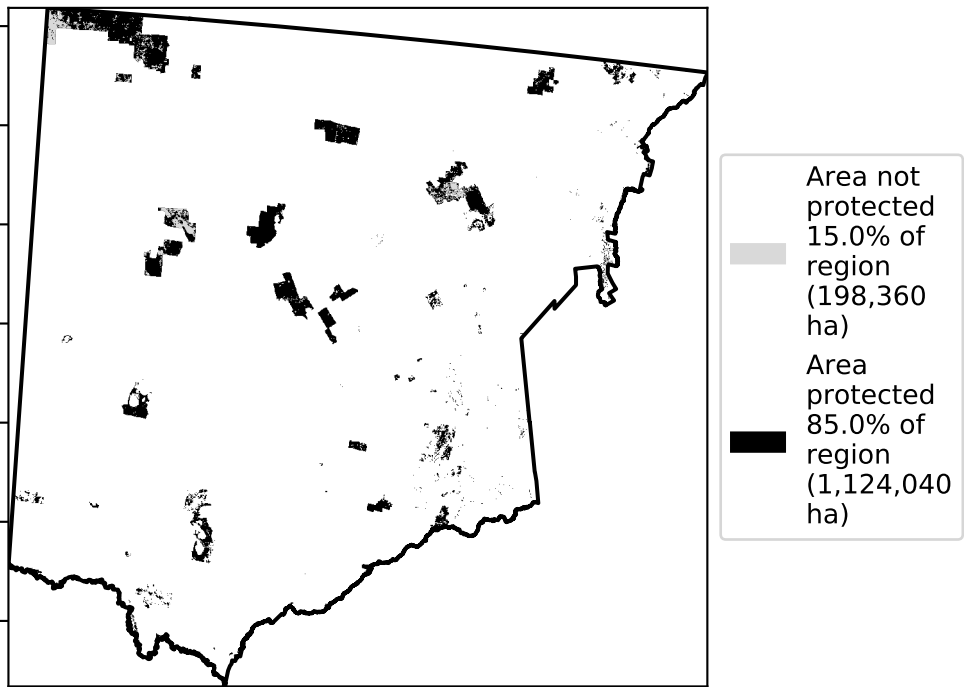 Area not
protected
15.0% of
region
(198,360
ha)
Area
protected
85.0% of
region
(1,124,040
ha)